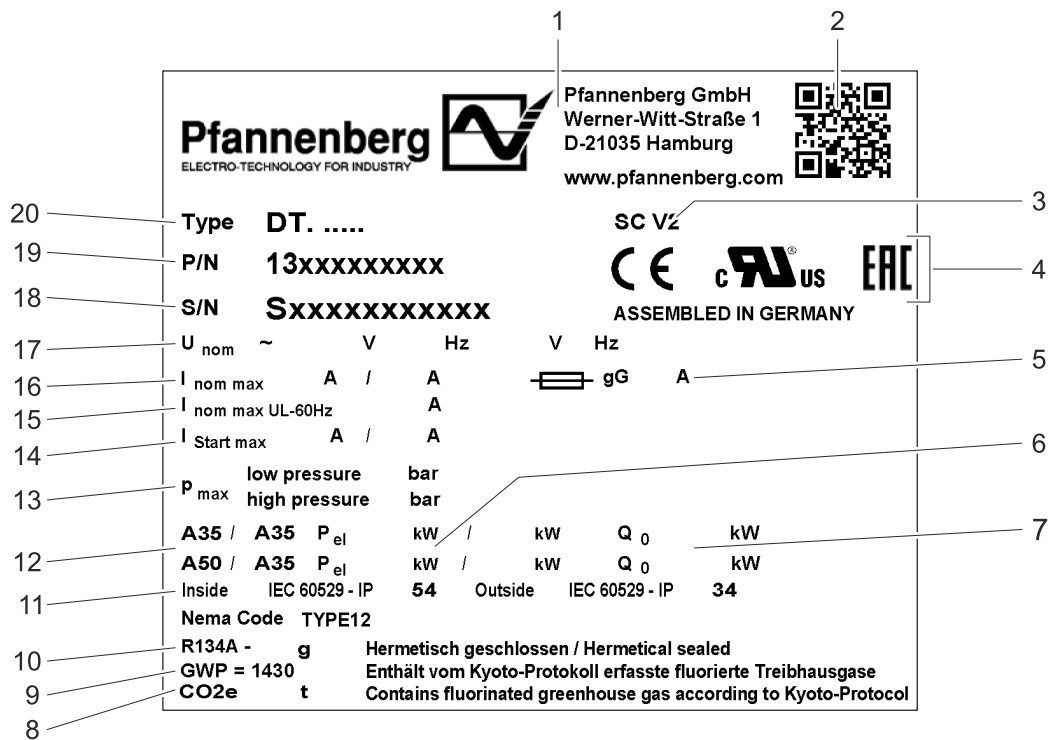 1
2
Pfannenberg
ELECTRO-TECHNOLOGY FOR INDUSTRY
Pfannenberg GmbH
Werner-Witt-Straße 1
D-21035 Hamburg
www.pfannenberg.com
20 Type DT. ..... SC V2 3
19 P/N 13xxxxxxxxx CE c RU ® US EAC 4
18 S/N Sxxxxxxxxxxx ASSEMBLED IN GERMANY
17 U nom ~ V Hz V Hz
16 I nom max A / A gG A 5
15 I nom max UL-60Hz A
14 I Start max A / A
6
13 p max low pressure bar
high pressure bar
12 A35 / A35 P el kW / kW Q 0 kW 7
A50 / A35 P el kW / kW Q 0 kW
11 Inside IEC 60529 - IP 54 Outside IEC 60529 - IP 34
Nema Code TYPE12
10 R134A - g Hermetisch geschlossen / Hermetical sealed
9 GWP = 1430 Enthält vom Kyoto-Protokoll erfasste fluorierte Treibhausgase
8 CO2e t Contains fluorinated greenhouse gas according to Kyoto-Protocol